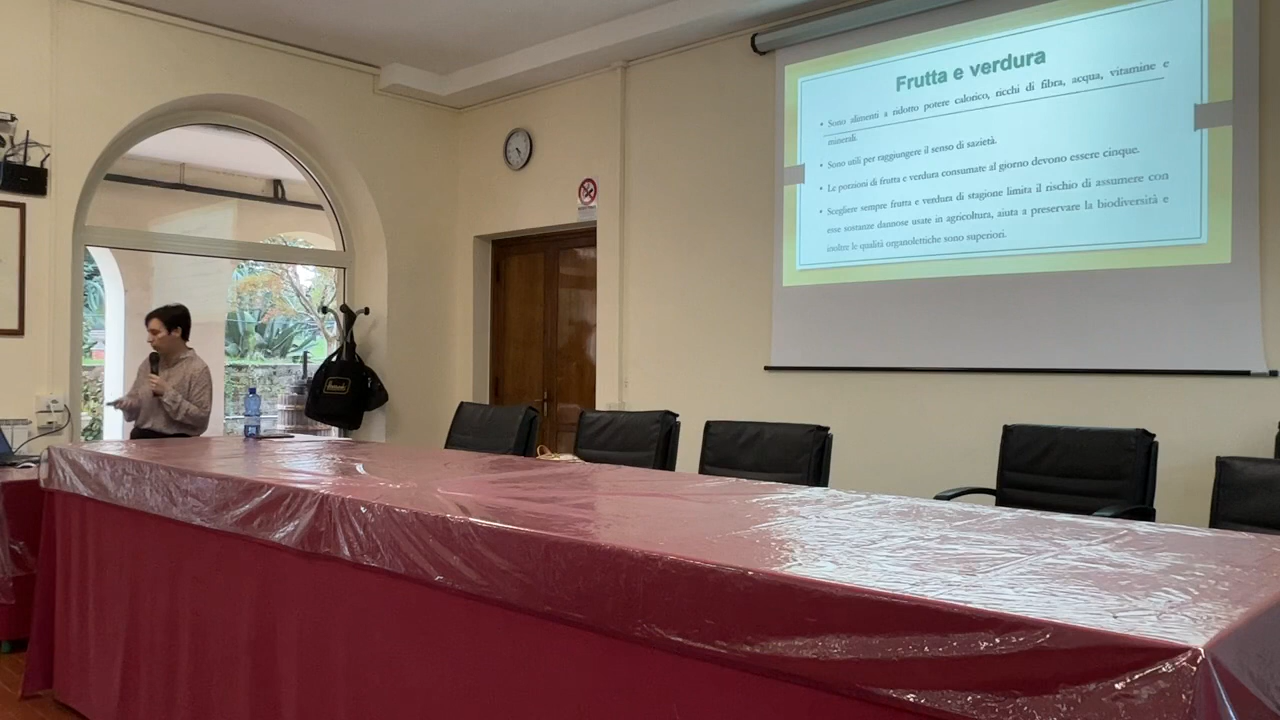 Frutta e verdura
• Sono alimenti a ridotto potere calorico, ricchi di fibra, acqua, vitamine e
minerali.
• Sono utili per raggiungere il senso di sazietà.
• Le porzioni di frutta e verdura consumate al giorno devono essere cinque.
• Scegliere sempre frutta e verdura di stagione limita il rischio di assumere con
esse sostanze dannose usate in agricoltura, aiuta a preservare la biodiversità e
inoltre le qualità organolettiche sono superiori.